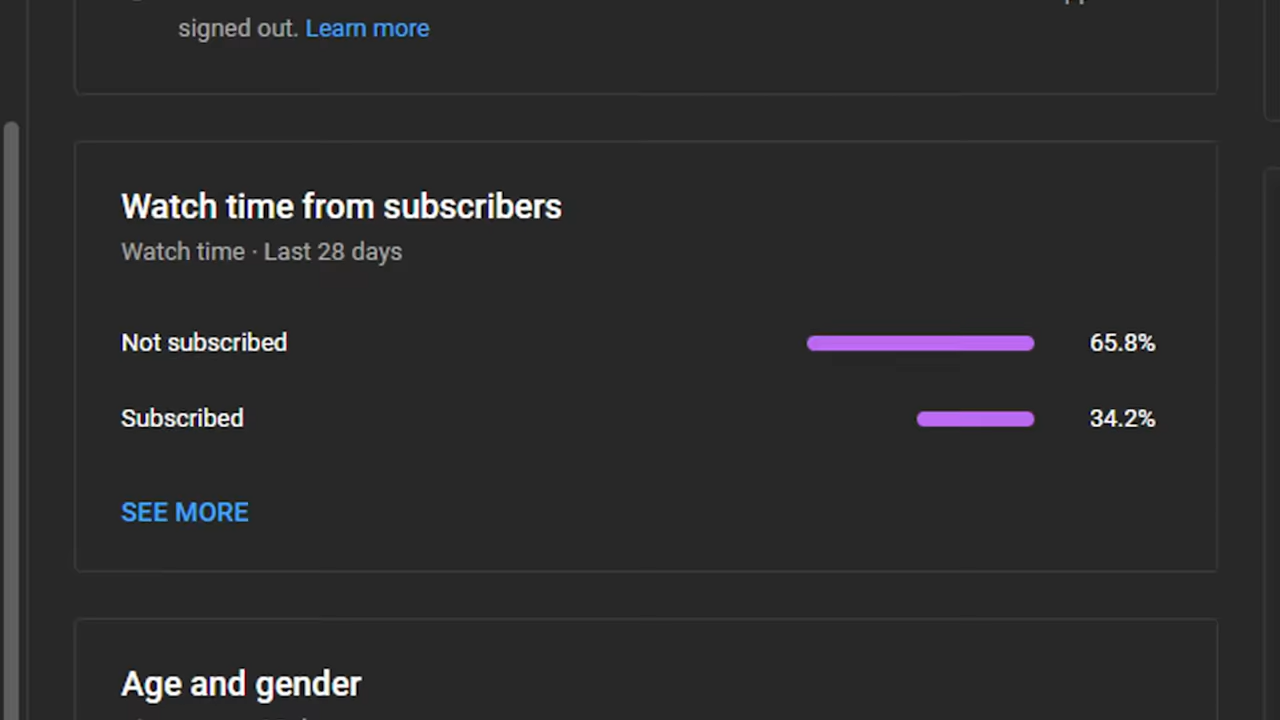 signed out. Learn more
Watch time from subscribers
Watch time · Last 28 days
Not subscribed 65.8%
Subscribed 34.2%
SEE MORE
Age and gender